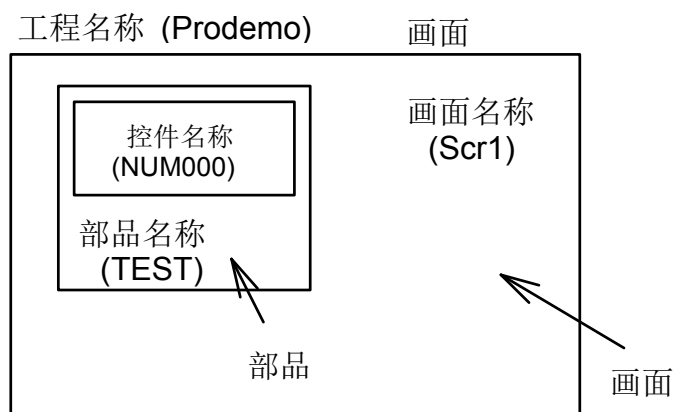 工程名称 (Prodemo)
画面
控件名称
(NUM000)
画面名称
(Scr1)
部品名称
(TEST)
部品
画面